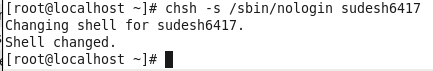 [root@localhost ~]# chsh -s /sbin/nologin sudesh6417
Changing shell for sudesh6417.
Shell changed.
[root@localhost ~]#